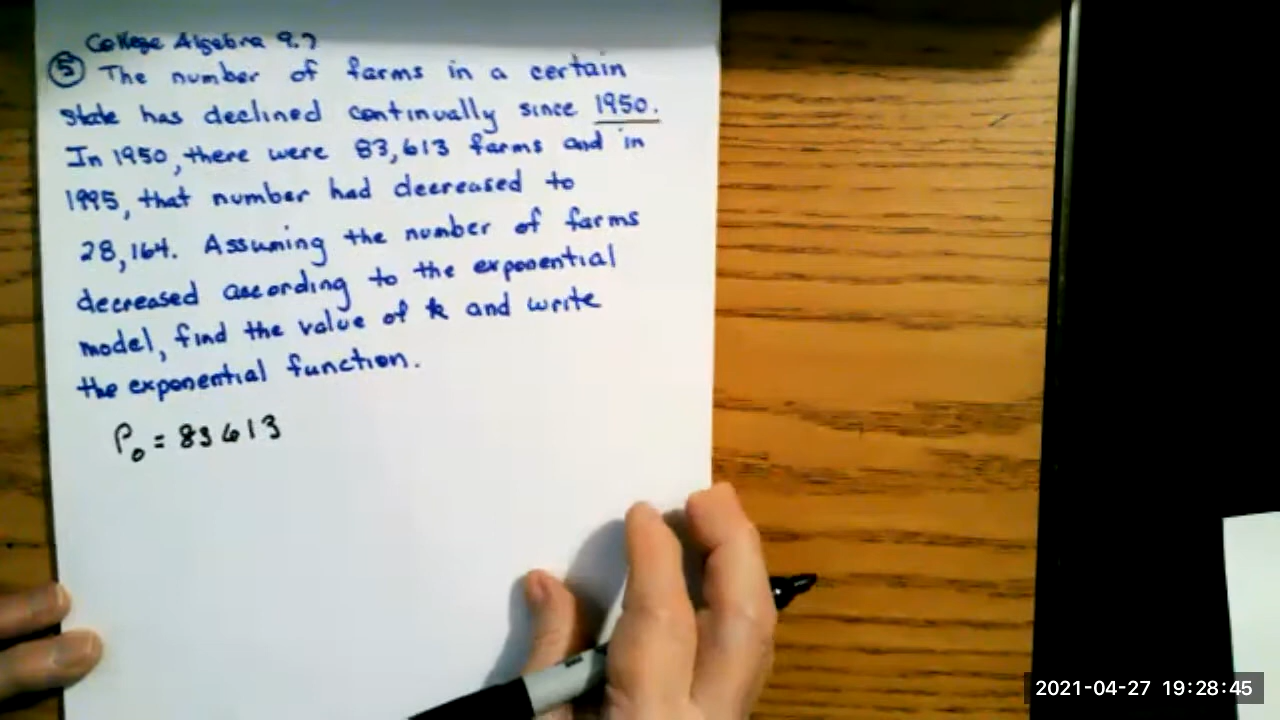 College Algebra 9.7
⑤ The number of farms in a certain
state has declined continually since 1950.
In 1950, there were 83,613 farms and in
1995, that number had decreased to
28,164. Assuming the number of farms
decreased according to the exponential
model, find the value of k and write
the exponential function.
P₀ = 83613
2021-04-27 19:28:45